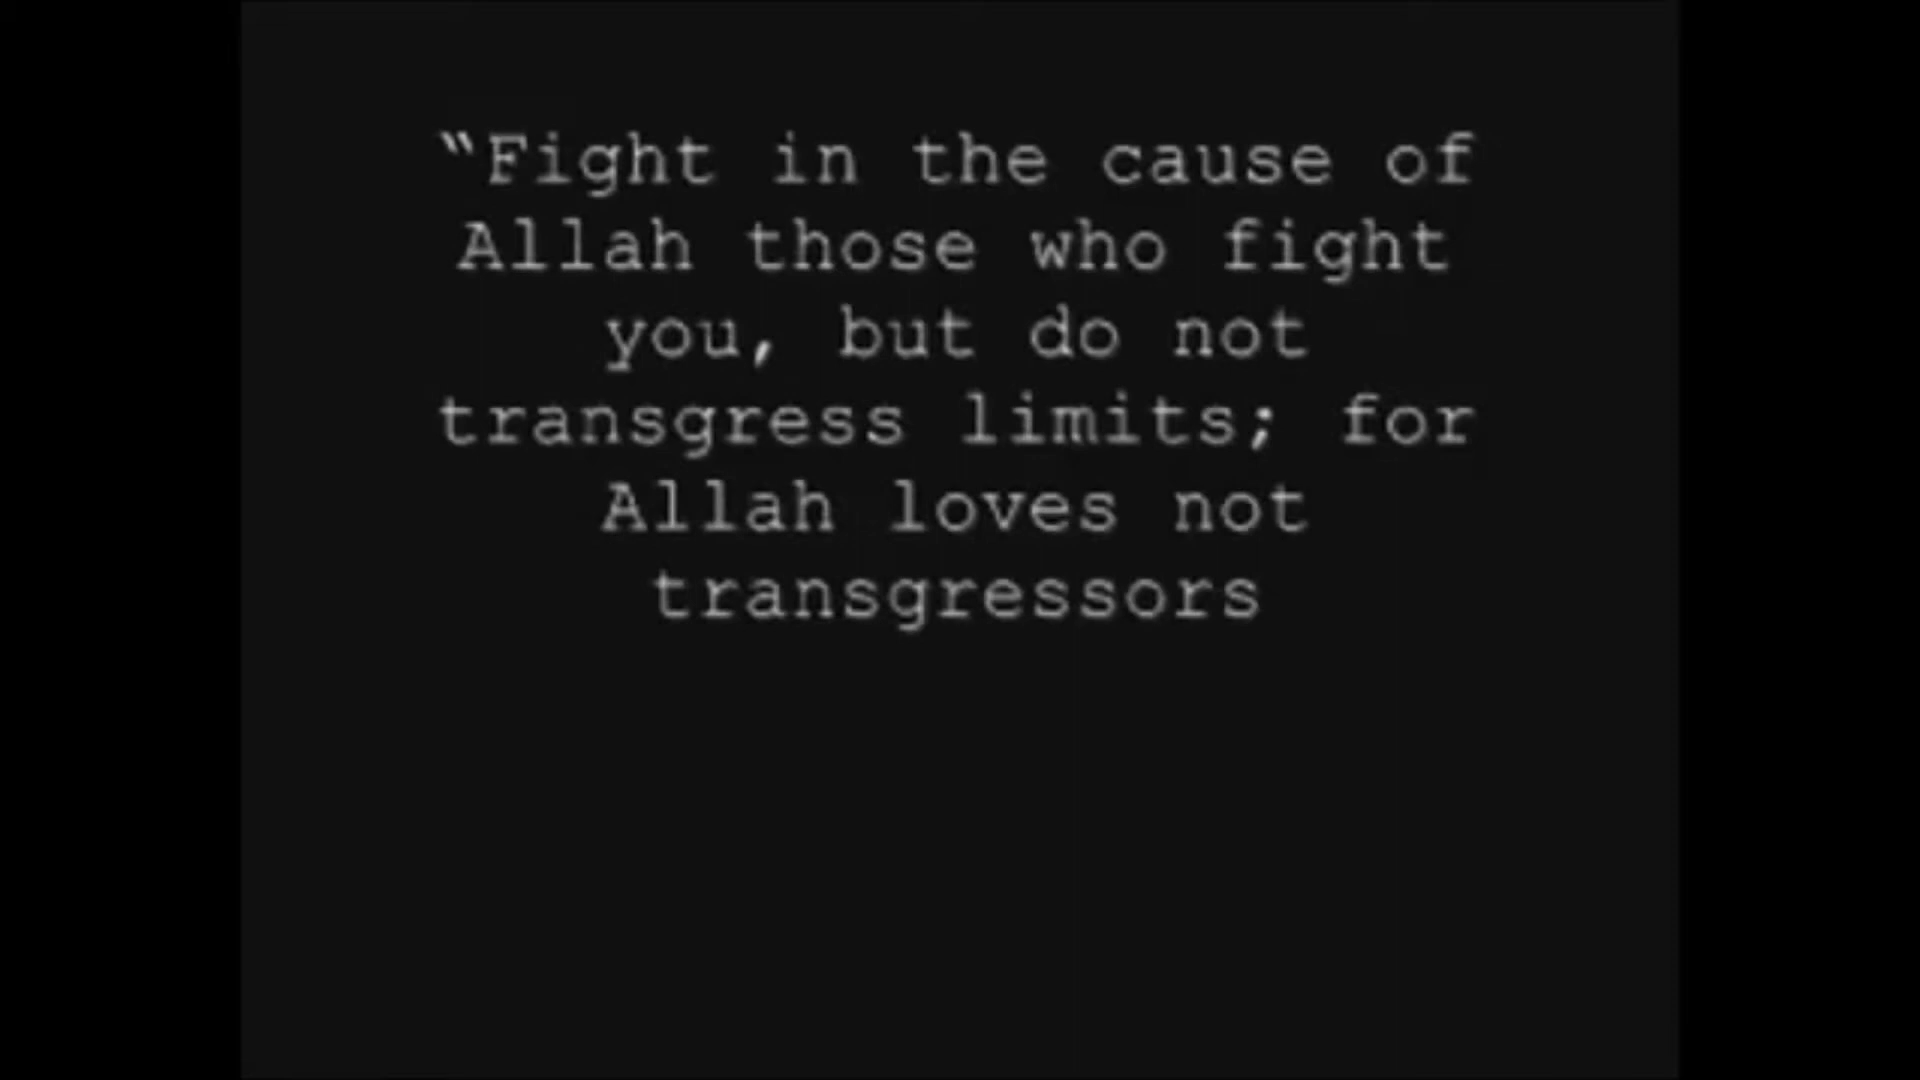 “Fight in the cause of
Allah those who fight
you, but do not
transgress limits; for
Allah loves not
transgressors